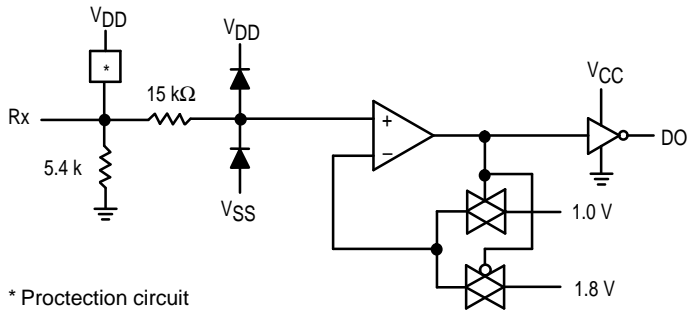 VDD
*
VDD
VCC
15 kΩ
Rx
+
−
DO
5.4 k
VSS
1.0 V
1.8 V
* Proctection circuit